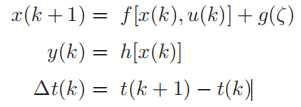 x(k + 1) = f[x(k), u(k)] + g(ζ)
y(k) = h[x(k)]
Δt(k) = t(k + 1) − t(k)